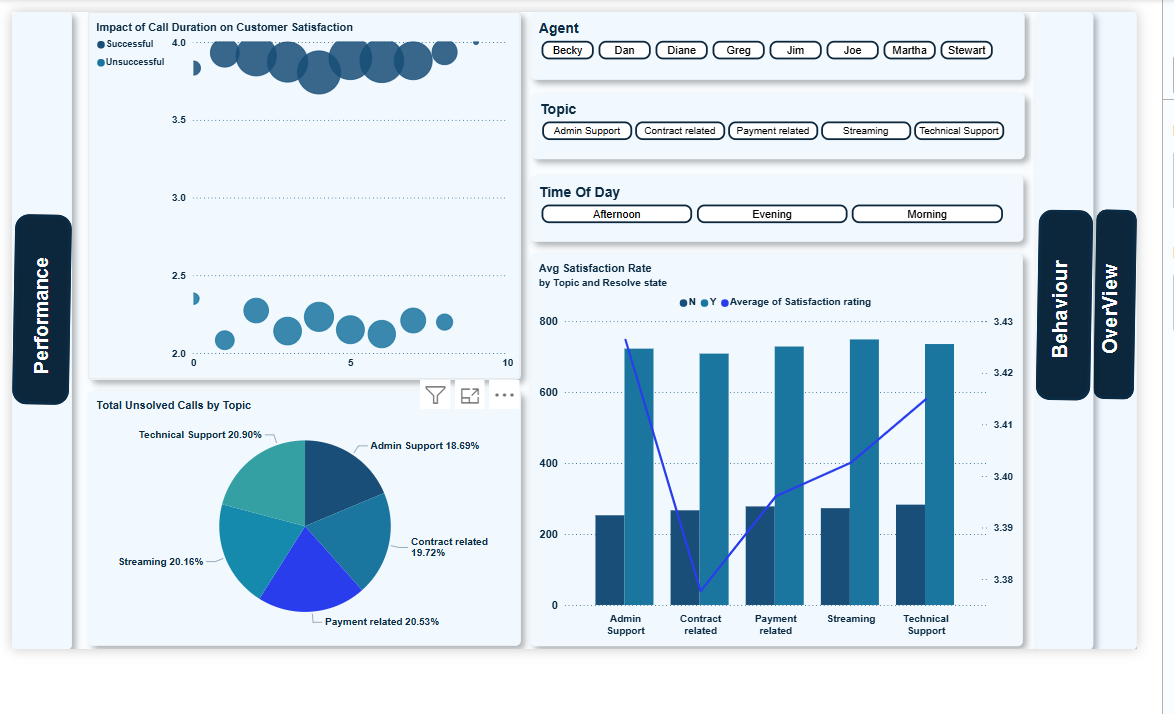 Performance
Impact of Call Duration on Customer Satisfaction
Successful
Unsuccessful
4.0
3.5
3.0
2.5
2.0
0
5
10
Total Unsolved Calls by Topic
Technical Support 20.90%
Admin Support 18.69%
Contract related
19.72%
Streaming 20.16%
Payment related 20.53%
Agent
Becky Dan Diane Greg Jim Joe Martha Stewart
Topic
Admin Support Contract related Payment related Streaming Technical Support
Time Of Day
Afternoon Evening Morning
Avg Satisfaction Rate
by Topic and Resolve state
N Y Average of Satisfaction rating
800
600
400
200
0
3.43
3.42
3.41
3.40
3.39
3.38
Admin
Support
Contract
related
Payment
related
Streaming
Technical
Support
Behaviour
OverView